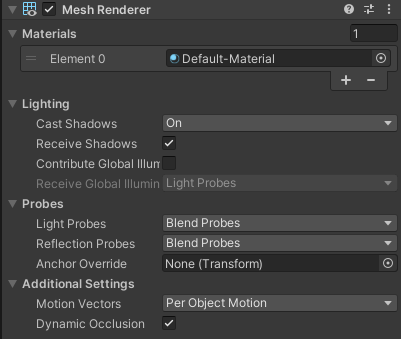 Mesh Renderer
Materials 1
Element 0 Default-Material
Lighting
Cast Shadows On
Receive Shadows
Contribute Global Illum
Receive Global Illumin Light Probes
Probes
Light Probes Blend Probes
Reflection Probes Blend Probes
Anchor Override None (Transform)
Additional Settings
Motion Vectors Per Object Motion
Dynamic Occlusion